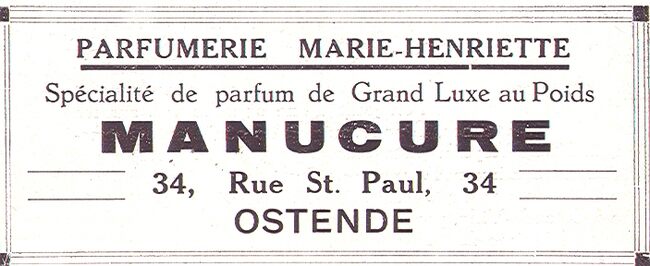 PARFUMERIE MARIE-HENRIETTE
Spécialité de parfum de Grand Luxe au Poids
MANUCURE
34, Rue St. Paul, 34
OSTENDE